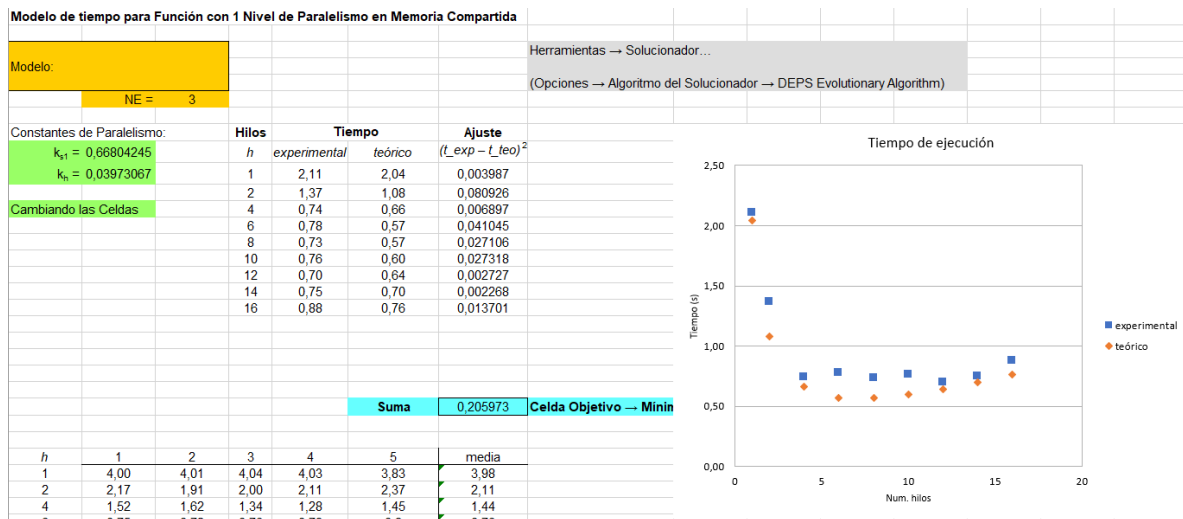 Modelo de tiempo para Función con 1 Nivel de Paralelismo en Memoria Compartida
Herramientas → Solucionador…
Modelo:
(Opciones → Algoritmo del Solucionador → DEPS Evolutionary Algorithm)
NE = 3
Constantes de Paralelismo: Hilos Tiempo Ajuste
ks1 = 0,66804245 h experimental teórico (t_exp – t_teo)2
kh = 0,03973067 1 2,11 2,04 0,003987
2 1,37 1,08 0,080926
Cambiando las Celdas 4 0,74 0,66 0,006897
6 0,78 0,57 0,041045
8 0,73 0,57 0,027106
10 0,76 0,60 0,027318
12 0,70 0,64 0,002727
14 0,75 0,70 0,002268
16 0,88 0,76 0,013701
Suma 0,205973 Celda Objetivo → Mínim
h 1 2 3 4 5 media
1 4,00 4,01 4,04 4,03 3,83 3,98
2 2,17 1,91 2,00 2,11 2,37 2,11
4 1,52 1,62 1,34 1,28 1,45 1,44
Tiempo de ejecución
2,50
2,00
1,50
1,00
0,50
0,00
Tiempo (s)
0 5 10 15 20
Num. hilos
experimental
teórico